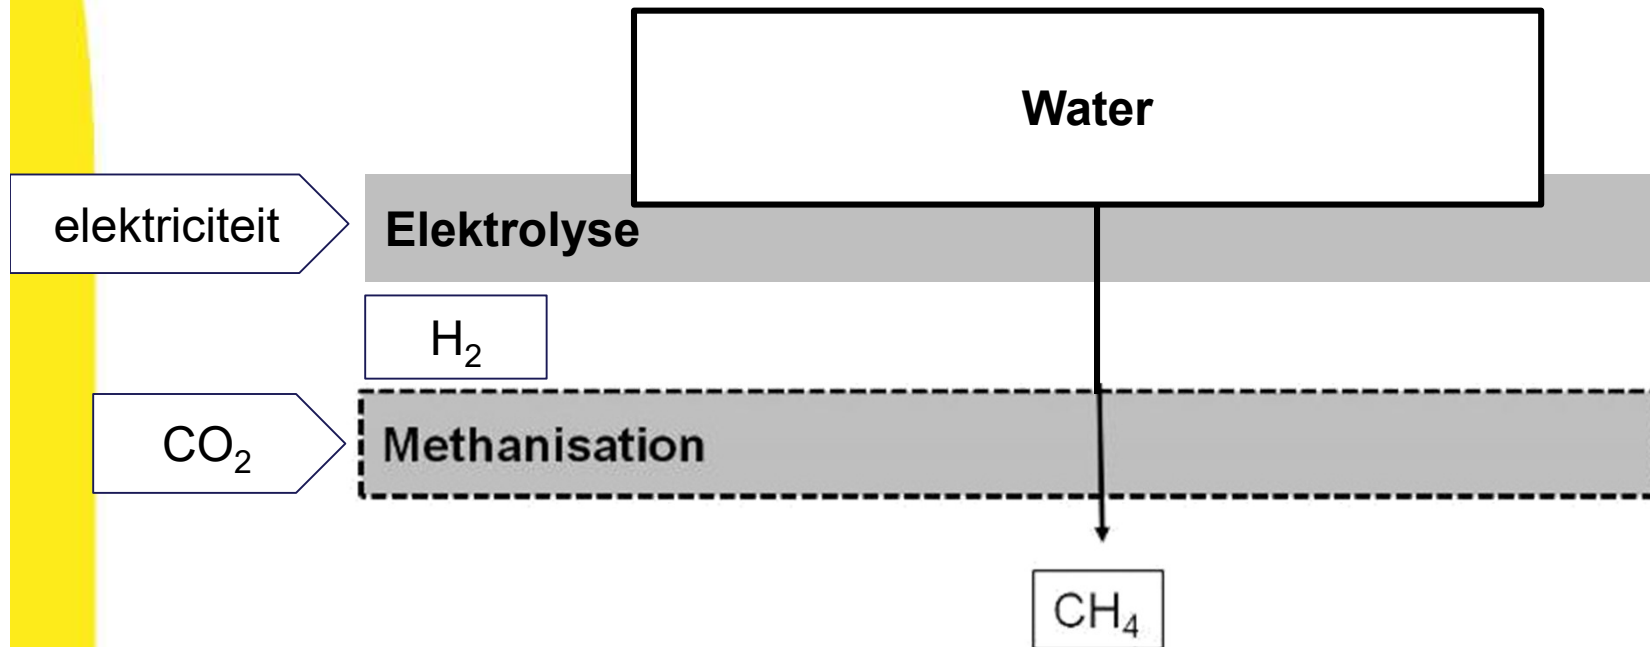 Water
elektriciteit
Elektrolyse
H₂
CO₂
Methanisation
CH₄